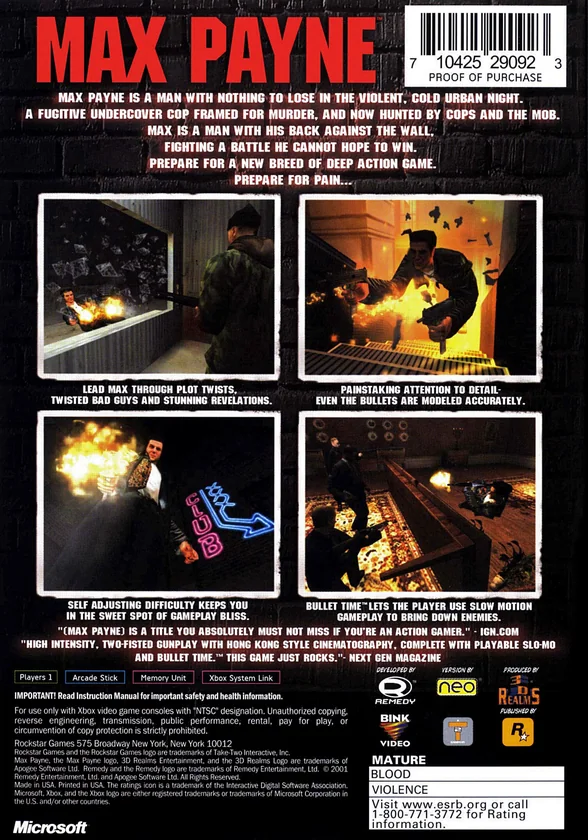 MAX PAYNE
7 10425 29092 3
PROOF OF PURCHASE
MAX PAYNE IS A MAN WITH NOTHING TO LOSE IN THE VIOLENT, COLD URBAN NIGHT.
A FUGITIVE UNDERCOVER COP FRAMED FOR MURDER, AND NOW HUNTED BY COPS AND THE MOB.
MAX IS A MAN WITH HIS BACK AGAINST THE WALL,
FIGHTING A BATTLE HE CANNOT HOPE TO WIN.
PREPARE FOR A NEW BREED OF DEEP ACTION GAME.
PREPARE FOR PAIN...
LEAD MAX THROUGH PLOT TWISTS,
TWISTED BAD GUYS AND STUNNING REVELATIONS.
PAINSTAKING ATTENTION TO DETAIL-
EVEN THE BULLETS ARE MODELED ACCURATELY.
XXX
CLUB
SELF ADJUSTING DIFFICULTY KEEPS YOU
IN THE SWEET SPOT OF GAMEPLAY BLISS.
BULLET TIME™ LETS THE PLAYER USE SLOW MOTION
GAMEPLAY TO BRING DOWN ENEMIES.
"(MAX PAYNE) IS A TITLE YOU ABSOLUTELY MUST NOT MISS IF YOU'RE AN ACTION GAMER." - IGN.COM
"HIGH INTENSITY, TWO-FISTED GUNPLAY WITH HONG KONG STYLE CINEMATOGRAPHY, COMPLETE WITH PLAYABLE SLO-MO
AND BULLET TIME.™ THIS GAME JUST ROCKS."- NEXT GEN MAGAZINE
Players 1
Arcade Stick
Memory Unit
Xbox System Link
IMPORTANT! Read Instruction Manual for important safety and health information.
For use only with Xbox video game consoles with "NTSC" designation. Unauthorized copying,
reverse engineering, transmission, public performance, rental, pay for play, or
circumvention of copy protection is strictly prohibited.
Rockstar Games 575 Broadway New York, New York 10012
Rockstar Games and the Rockstar Games logo are trademarks of Take-Two Interactive, Inc.
Max Payne, the Max Payne logo, 3D Realms Entertainment, and the 3D Realms Logo are trademarks of
Apogee Software Ltd. Remedy and the Remedy logo are trademarks of Remedy Entertainment, Ltd. © 2001
Remedy Entertainment, Ltd. and Apogee Software Ltd. All Rights Reserved.
Made in USA. Printed in USA. The ratings icon is a trademark of the Interactive Digital Software Association.
Microsoft, Xbox, and the Xbox logo are either registered trademarks or trademarks of Microsoft Corporation in
the U.S. and/or other countries.
Microsoft
DEVELOPED BY
R
REMEDY
VERSION BY
neo
PRODUCED BY
3D
REALMS
BINK
VIDEO
T
PUBLISHED BY
R
MATURE
BLOOD
VIOLENCE
Visit www.esrb.org or call
1-800-771-3772 for Rating
information.